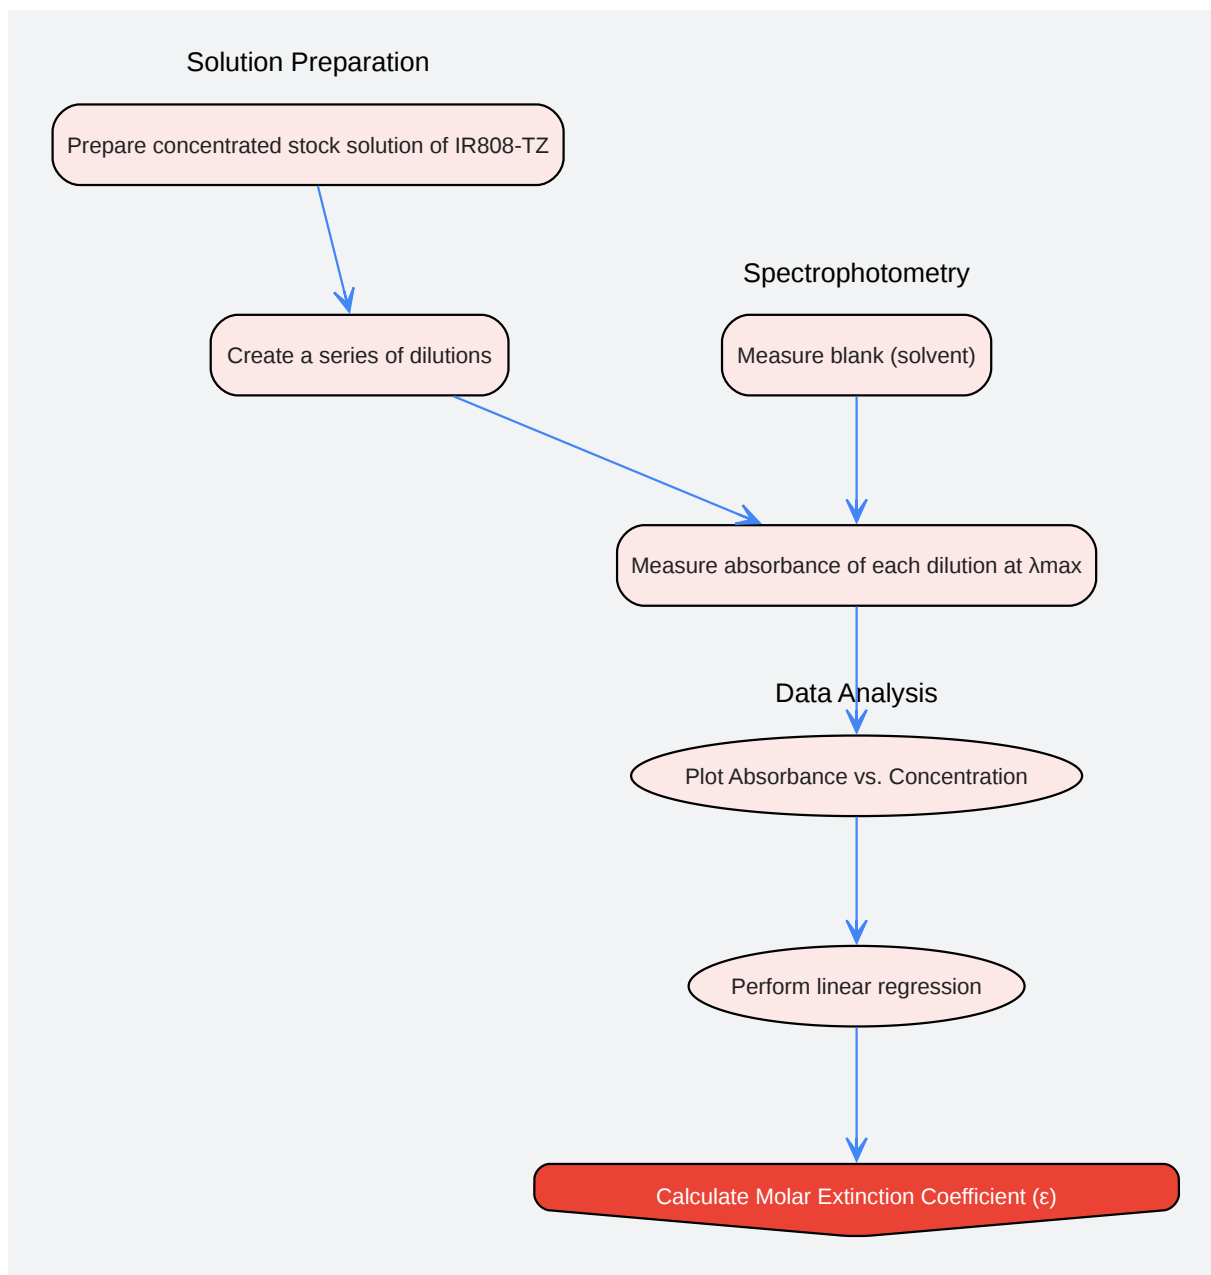 Solution Preparation
Prepare concentrated stock solution of IR808-TZ
Create a series of dilutions
Spectrophotometry
Measure blank (solvent)
Measure absorbance of each dilution at λmax
Data Analysis
Plot Absorbance vs. Concentration
Perform linear regression
Calculate Molar Extinction Coefficient (ε)